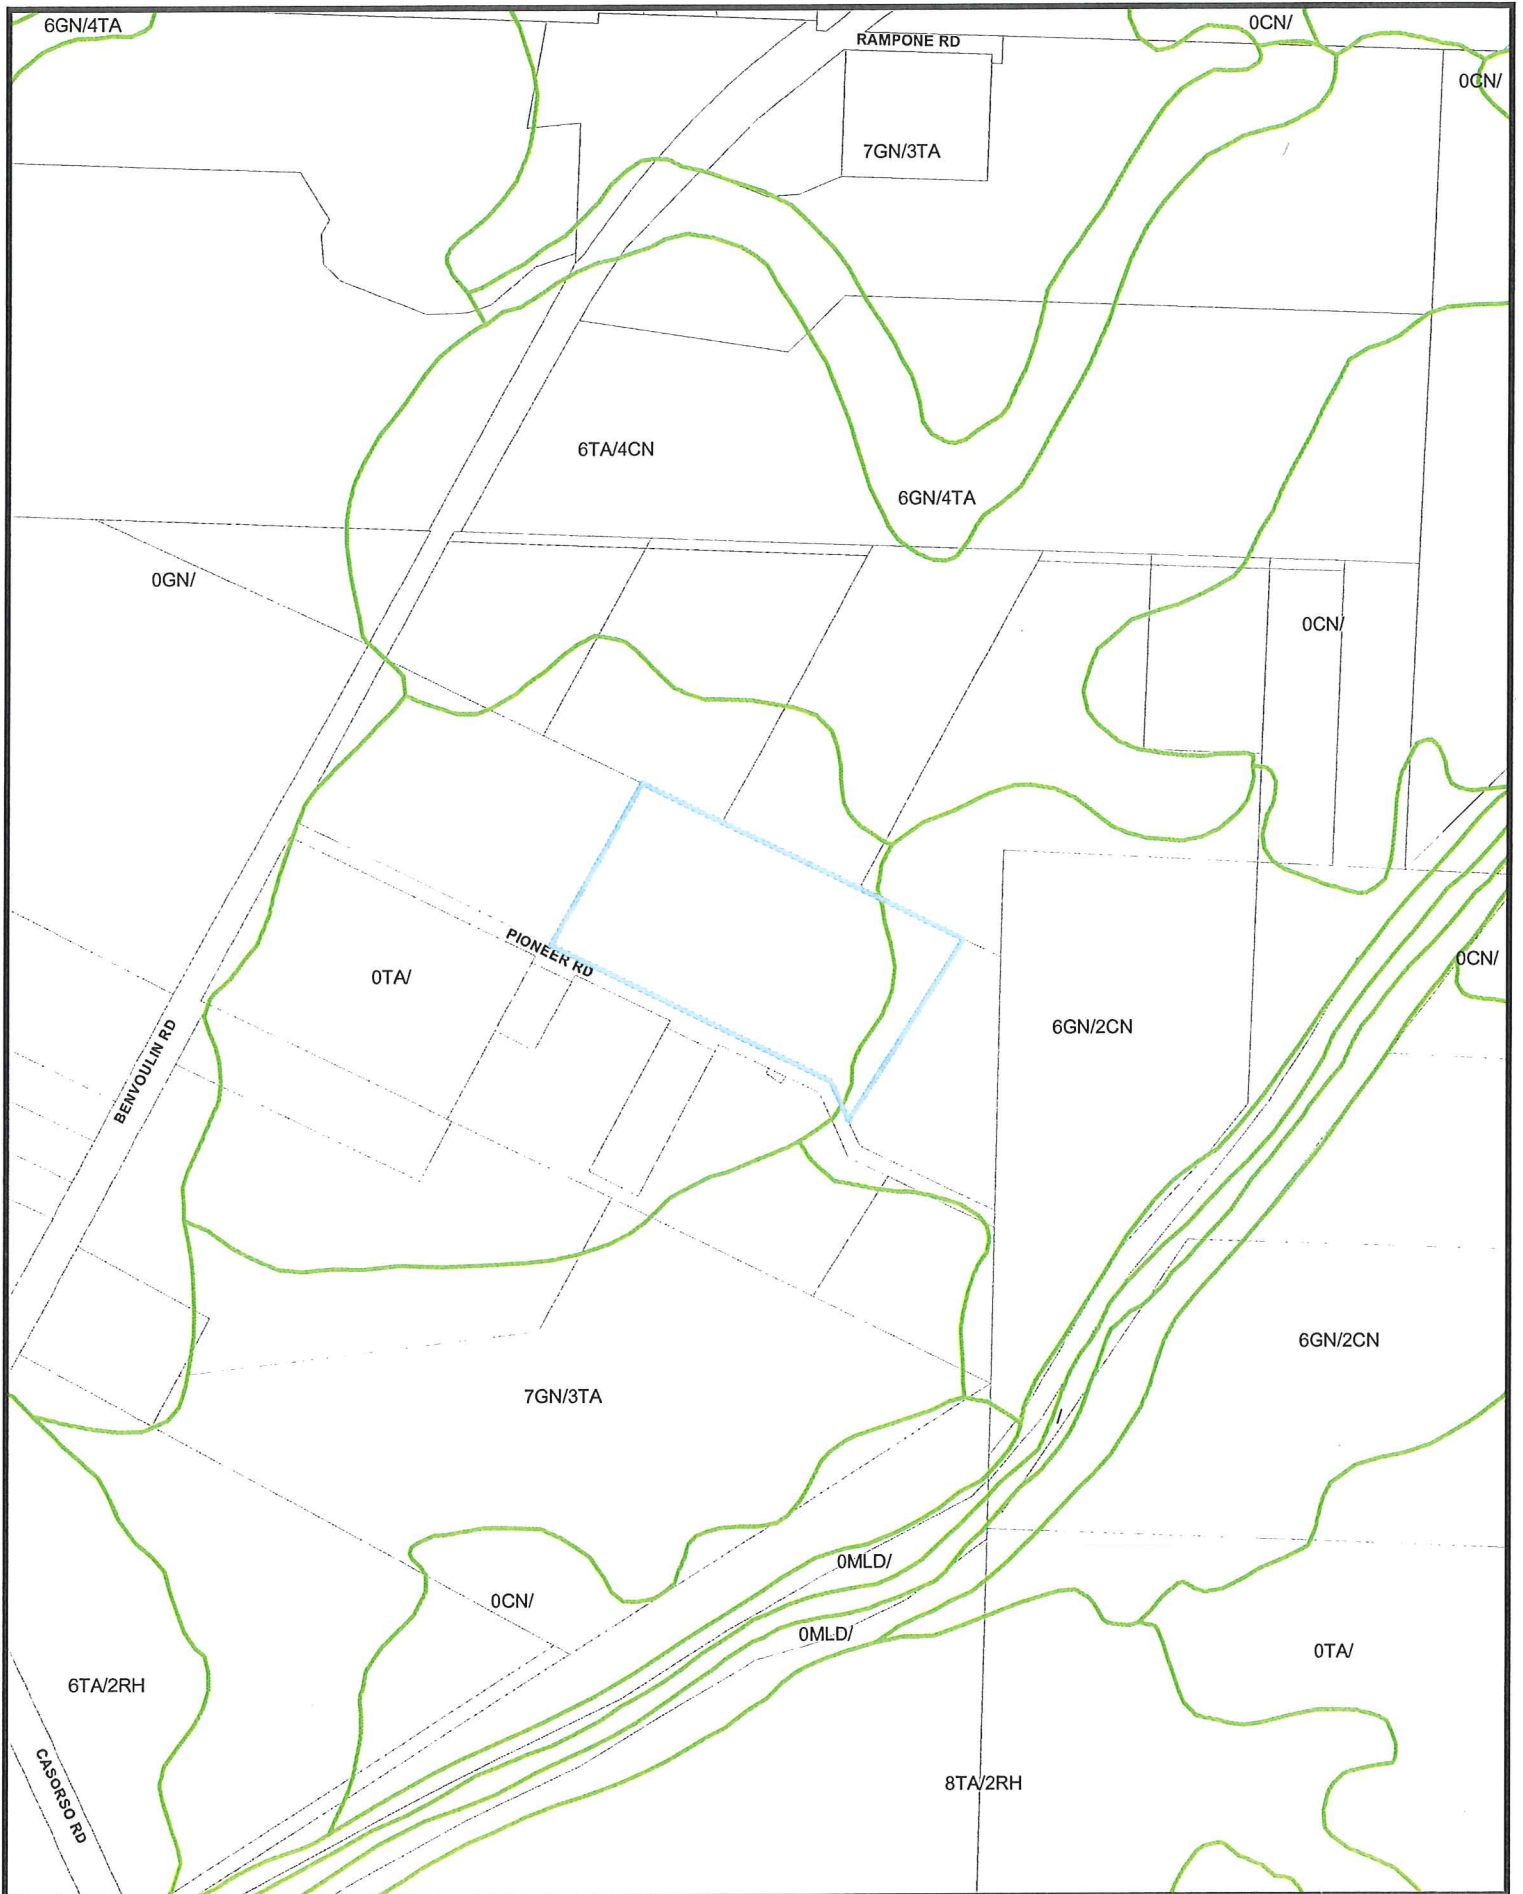 6GN/4TA
0CN/
RAMPONE RD
0CN/
7GN/3TA
6TA/4CN
6GN/4TA
0GN/
0CN/
PIONEER RD
0TA/
0CN/
6GN/2CN
BENVOULIN RD
6GN/2CN
7GN/3TA
/
0MLD/
0CN/
0MLD/
0TA/
6TA/2RH
8TA/2RH
CASORSO RD